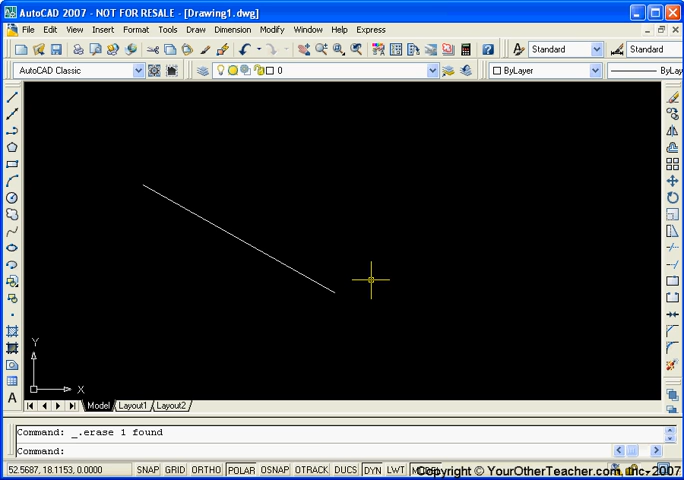 AutoCAD 2007 - NOT FOR RESALE - [Drawing1.dwg]
File Edit View Insert Format Tools Draw Dimension Modify Window Help Express
Standard Standard
AutoCAD Classic 0 ByLayer ByLay
Y
X
A
Model Layout1 Layout2
Command: _.erase 1 found
Command:
52.5687, 18.1153, 0.0000 SNAP GRID ORTHO POLAR OSNAP OTRACK DUCS DYN LWT
Copyright © YourOtherTeacher.com, Inc. 2007